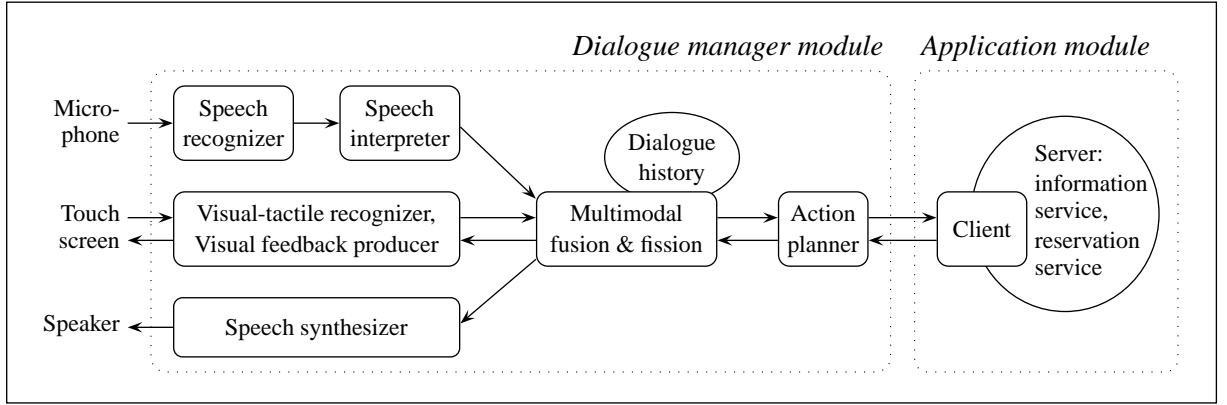 Dialogue manager module
Application module
Micro-
phone
Speech
recognizer
Speech
interpreter
Dialogue
history
Touch
screen
Visual-tactile recognizer,
Visual feedback producer
Multimodal
fusion & fission
Action
planner
Client
Server:
information
service,
reservation
service
Speaker
Speech synthesizer